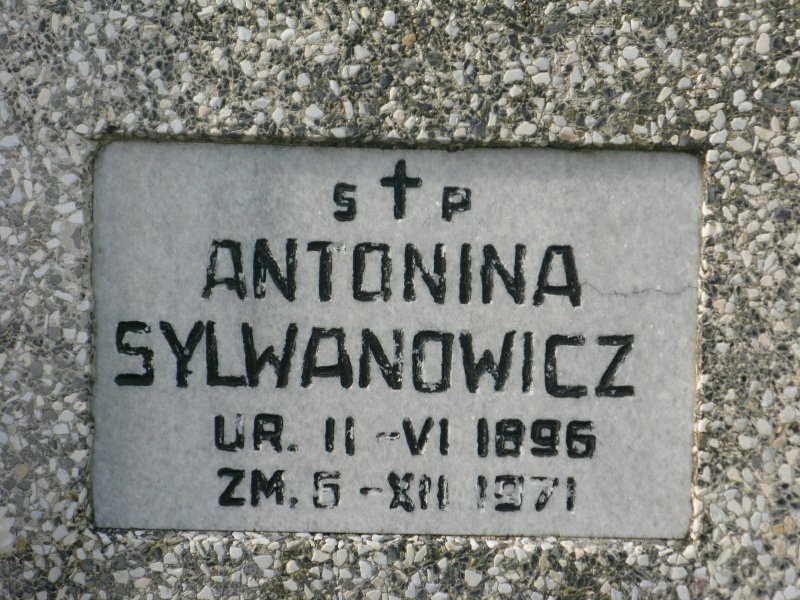 S ✝ P
ANTONINA
SYLWANOWICZ
UR. 11-VI 1896
ZM. 5-XII 1971